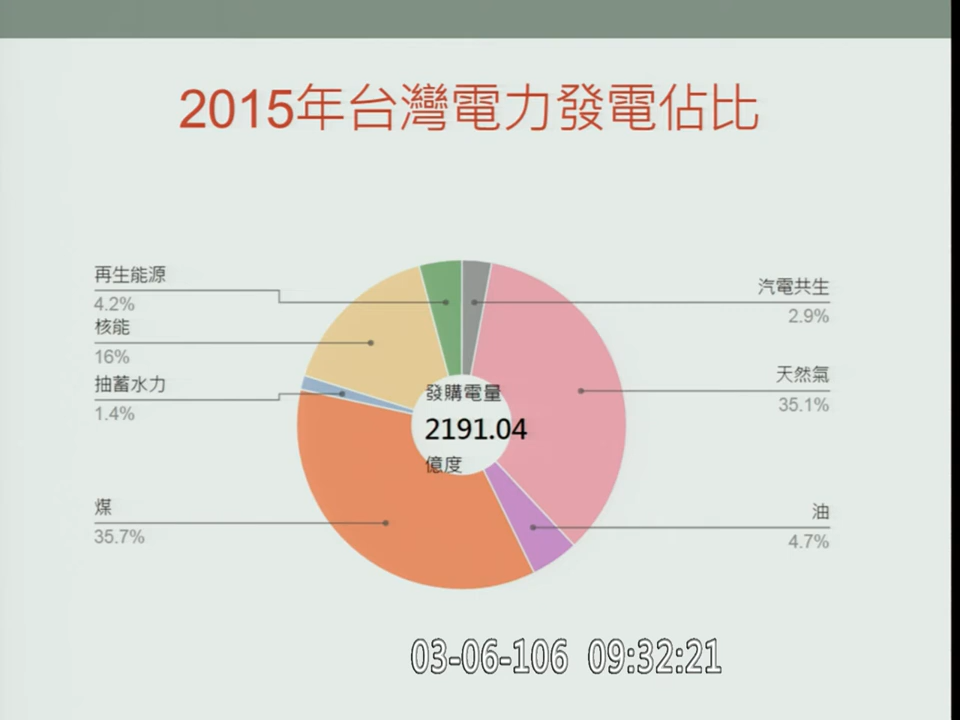 2015年台灣電力發電佔比
再生能源
4.2%
核能
16%
抽蓄水力
1.4%
煤
35.7%
發購電量
2191.04
億度
汽電共生
2.9%
天然氣
35.1%
油
4.7%
03-06-106 09:32:21